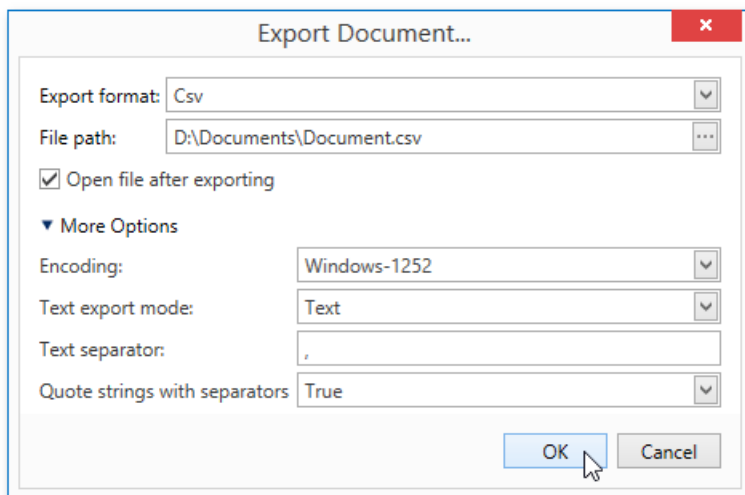 Export Document...
Export format: Csv
File path: D:\Documents\Document.csv
Open file after exporting
More Options
Encoding: Windows-1252
Text export mode: Text
Text separator: ,
Quote strings with separators True
OK Cancel